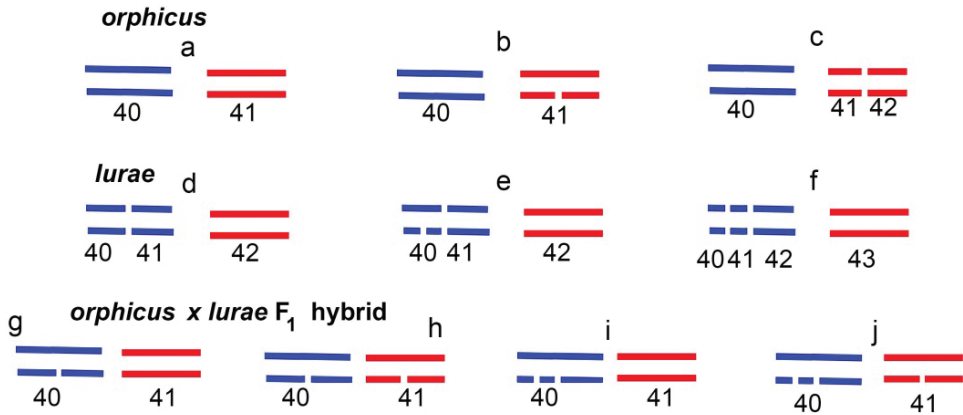 orphicus
a b c
40 41 40 41 40 41 42
lurae
d e f
40 41 42 40 41 42 40 41 42 43
orphicus x lurae F1 hybrid
g h i j
40 41 40 41 40 41 40 41